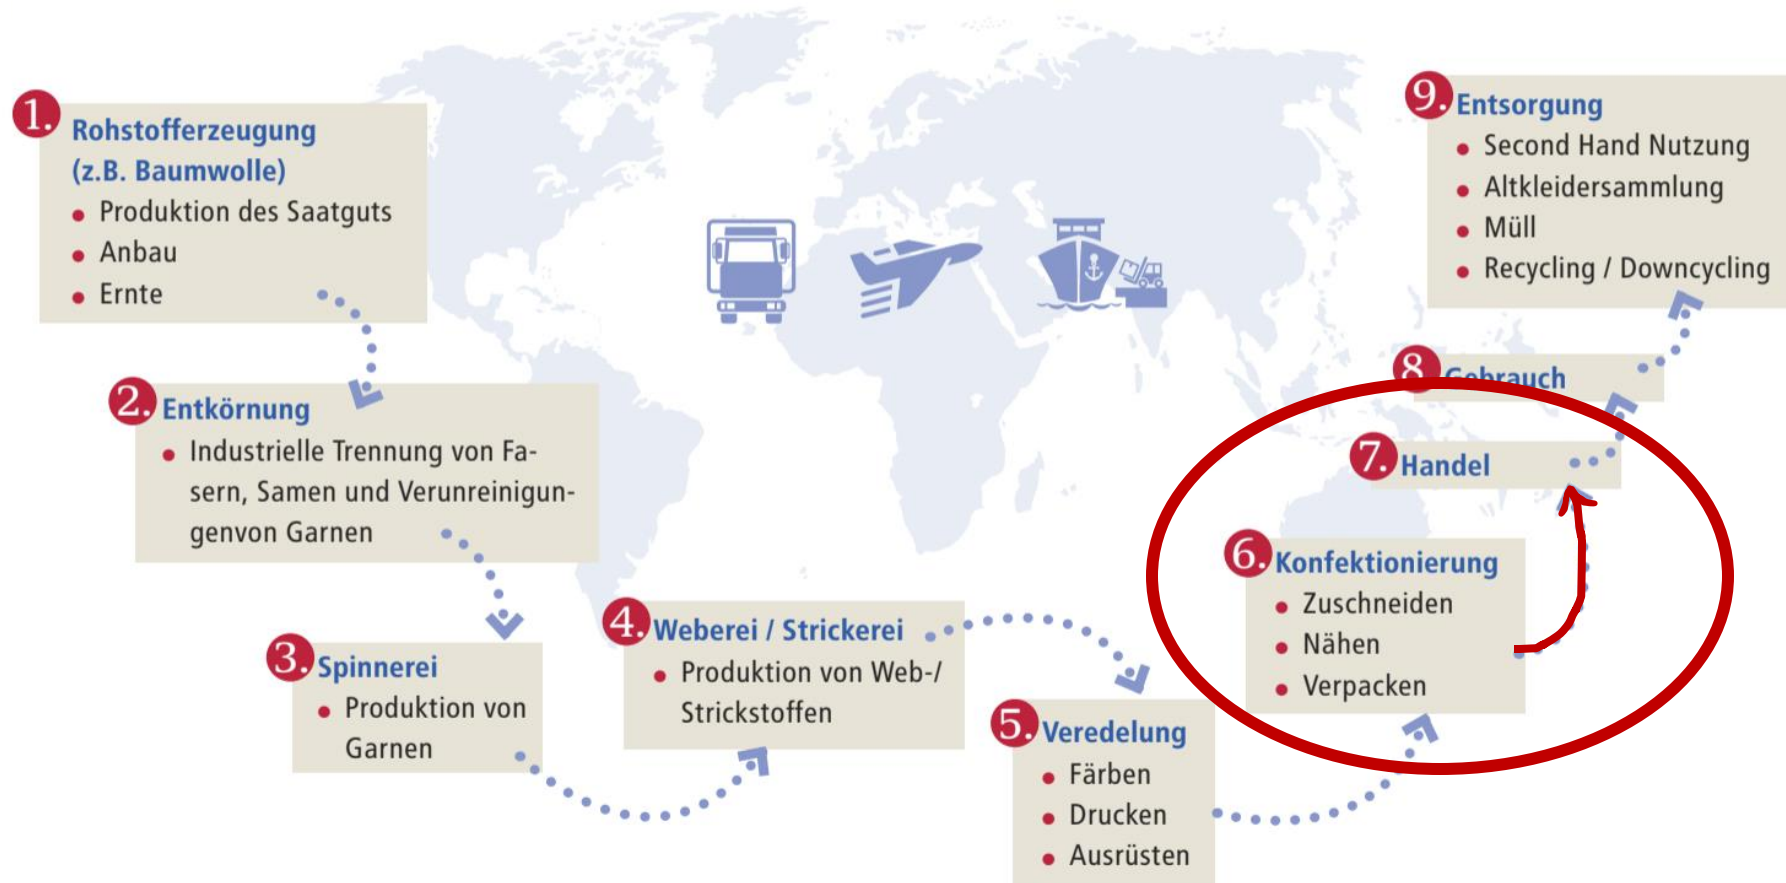 1. Rohstofferzeugung
(z.B. Baumwolle)
• Produktion des Saatguts
• Anbau
• Ernte
2. Entkörnung
• Industrielle Trennung von Fa-
sern, Samen und Verunreinigun-
genvon Garnen
3. Spinnerei
• Produktion von
Garnen
4. Weberei / Strickerei
• Produktion von Web-/
Strickstoffen
5. Veredelung
• Färben
• Drucken
• Ausrüsten
6. Konfektionierung
• Zuschneiden
• Nähen
• Verpacken
7. Handel
8. Gebrauch
9. Entsorgung
• Second Hand Nutzung
• Altkleidersammlung
• Müll
• Recycling / Downcycling